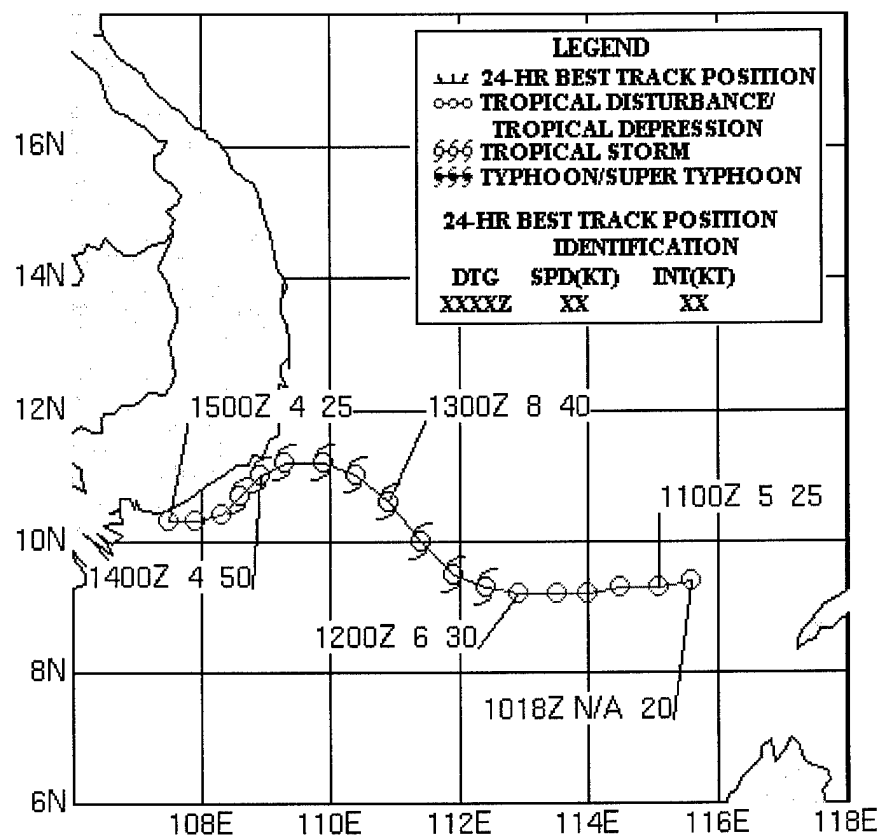 LEGEND
24-HR BEST TRACK POSITION
TROPICAL DISTURBANCE/
TROPICAL DEPRESSION
TROPICAL STORM
TYPHOON/SUPER TYPHOON
24-HR BEST TRACK POSITION
IDENTIFICATION
DTG SPD(KT) INT(KT)
XXXXZ XX XX
16N
14N
12N
10N
8N
6N
1500Z 4 25
1300Z 8 40
1100Z 5 25
1400Z 4 50
1200Z 6 30
1018Z N/A 20
108E 110E 112E 114E 116E 118E